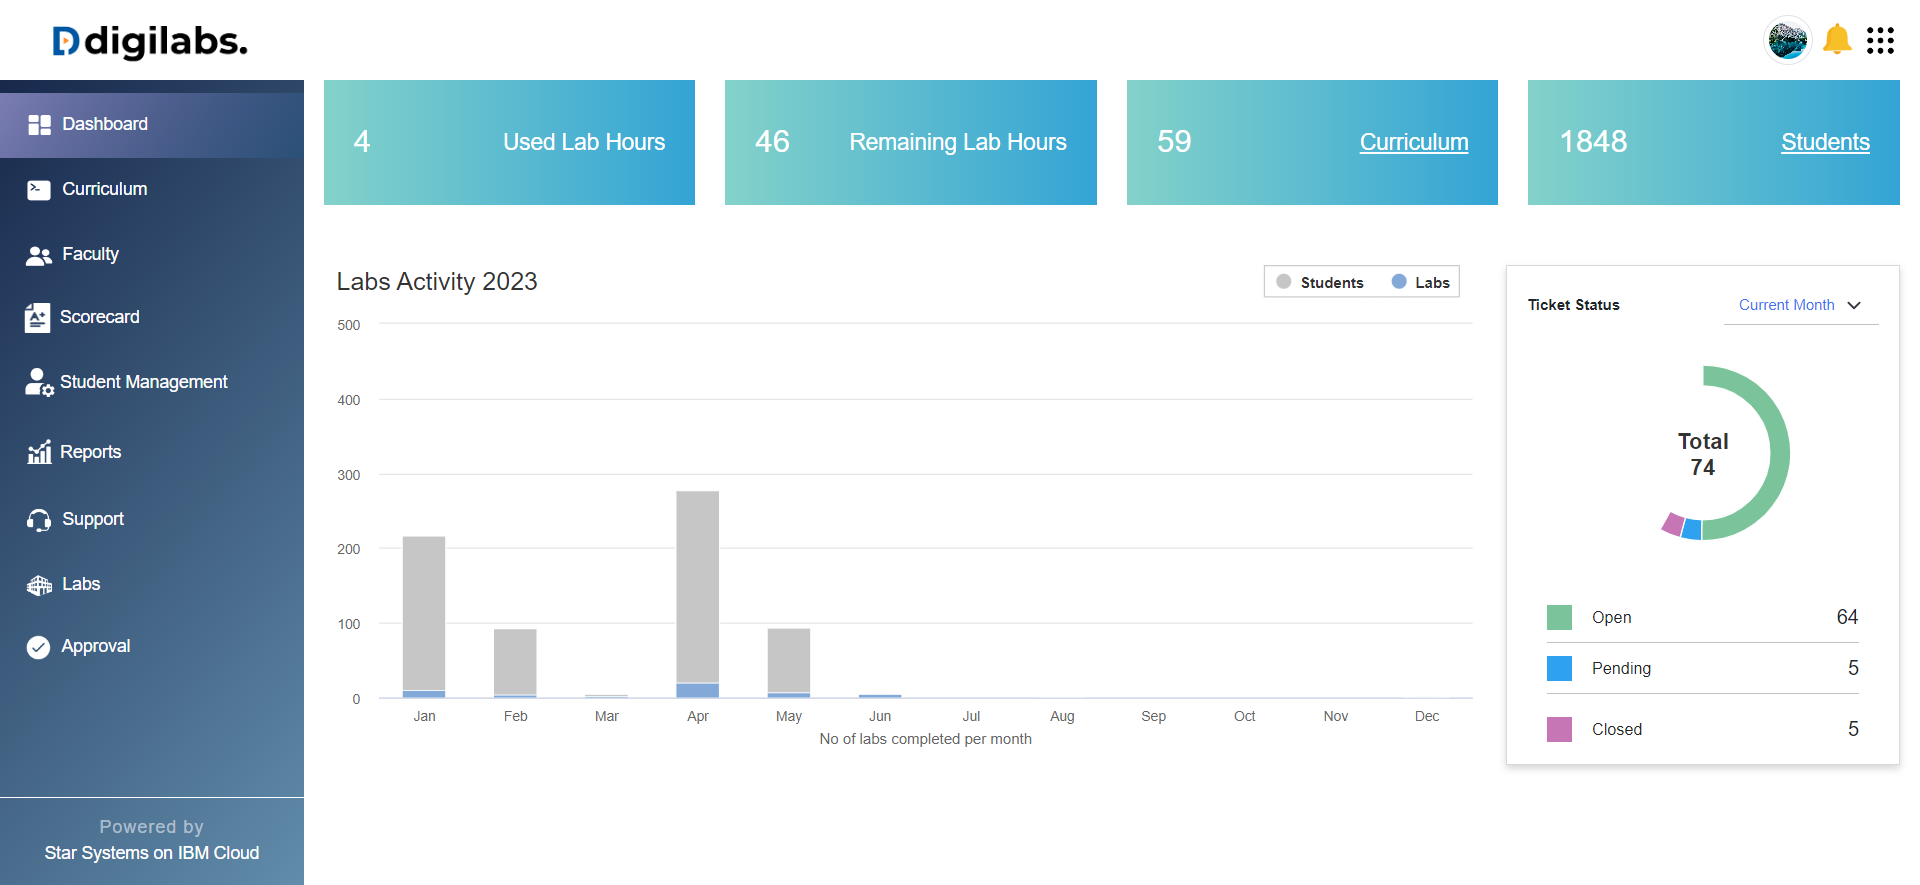 digilabs.
Dashboard
Curriculum
Faculty
Scorecard
Student Management
Reports
Support
Labs
Approval
Powered by
Star Systems on IBM Cloud
4 Used Lab Hours
46 Remaining Lab Hours
59 Curriculum
1848 Students
Labs Activity 2023
Students Labs
500
400
300
200
100
0
Jan Feb Mar Apr May Jun Jul Aug Sep Oct Nov Dec
No of labs completed per month
Ticket Status Current Month
Total
74
Open 64
Pending 5
Closed 5